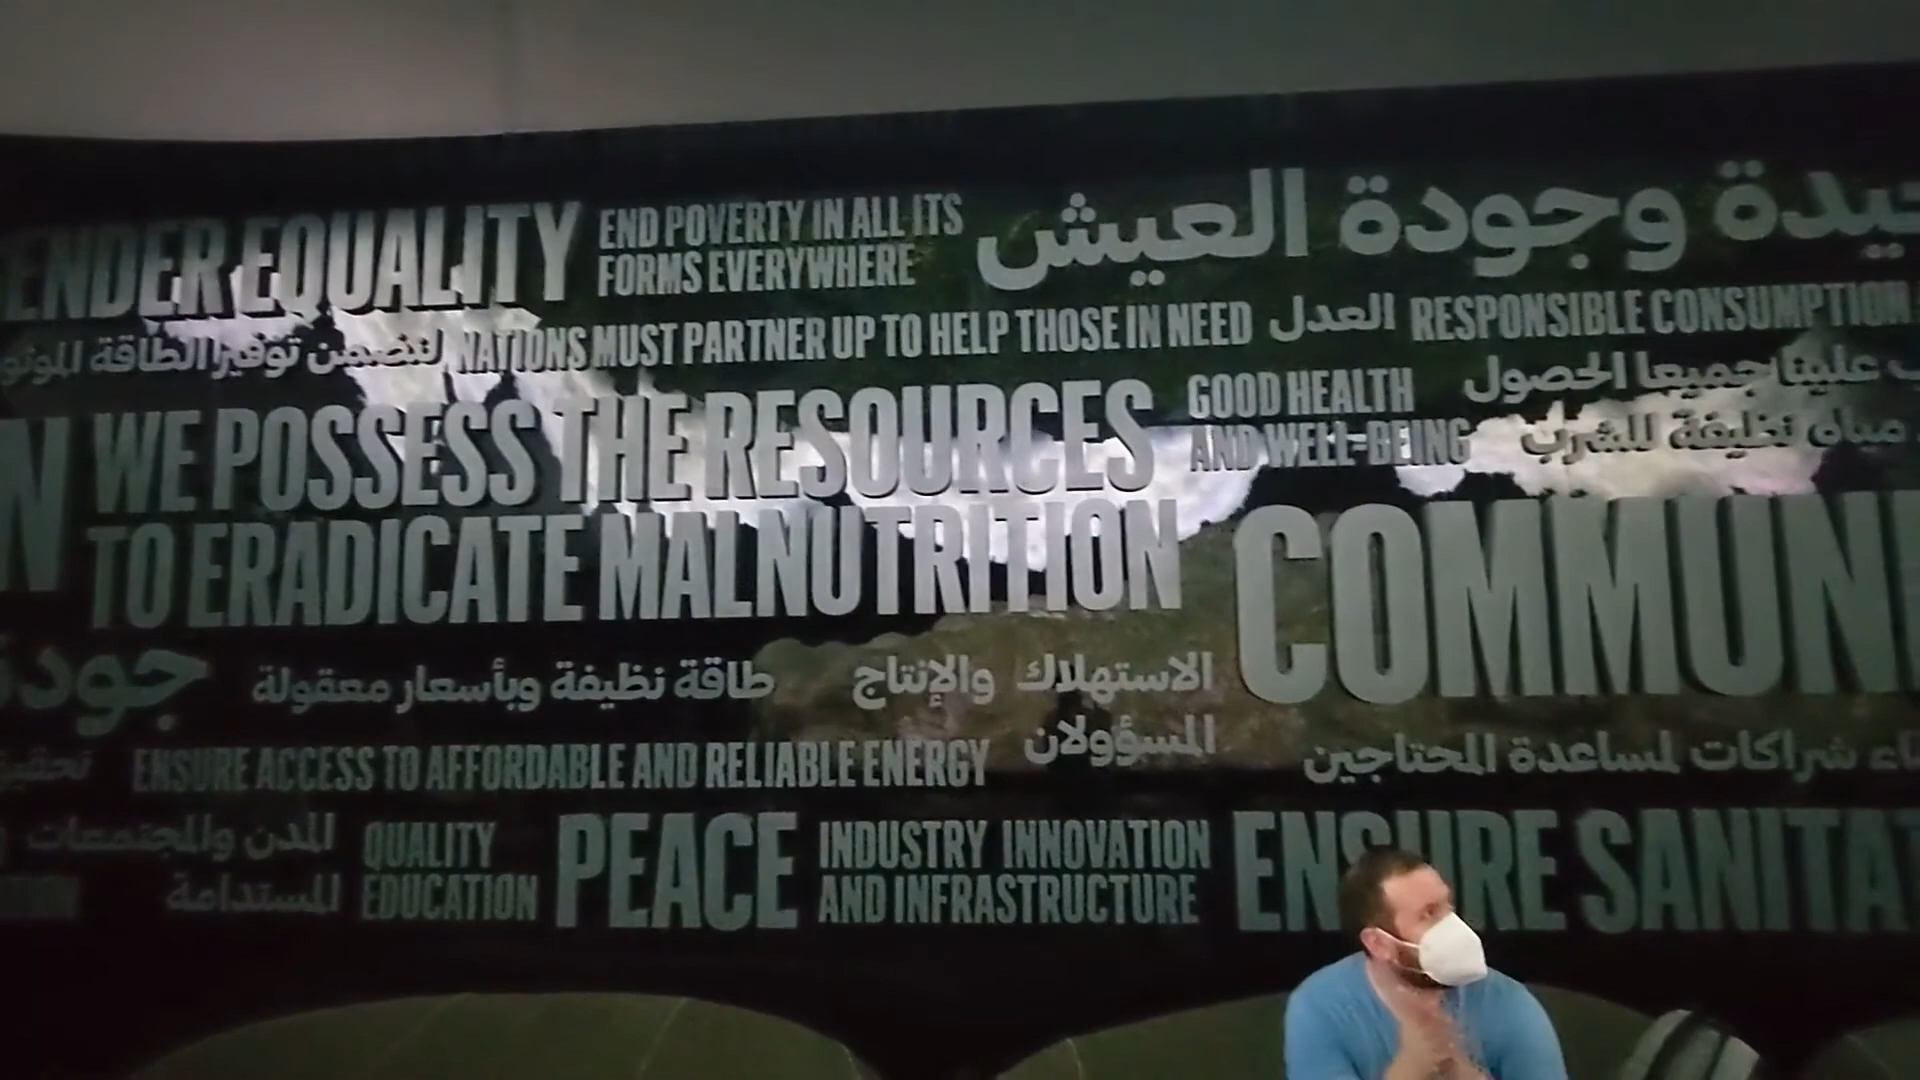 ENDER EQUALITY
END POVERTY IN ALL ITS
FORMS EVERYWHERE
وجودة العيش
لنضمن توفير الطاقة
NATIONS MUST PARTNER UP TO HELP THOSE IN NEED
العدل
RESPONSIBLE CONSUMPTION
WE POSSESS THE RESOURCES
TO ERADICATE MALNUTRITION
GOOD HEALTH
AND WELL-BEING
علينا جميعا الحصول
مياه نظيفة للشرب
COMMUN
جودة
طاقة نظيفة وبأسعار معقولة
الاستهلاك والإنتاج
المسؤولان
ENSURE ACCESS TO AFFORDABLE AND RELIABLE ENERGY
شراكات لمساعدة المحتاجين
المدن والمجتمعات
المستدامة
QUALITY
EDUCATION
PEACE
INDUSTRY INNOVATION
AND INFRASTRUCTURE
ENSURE SANITAT